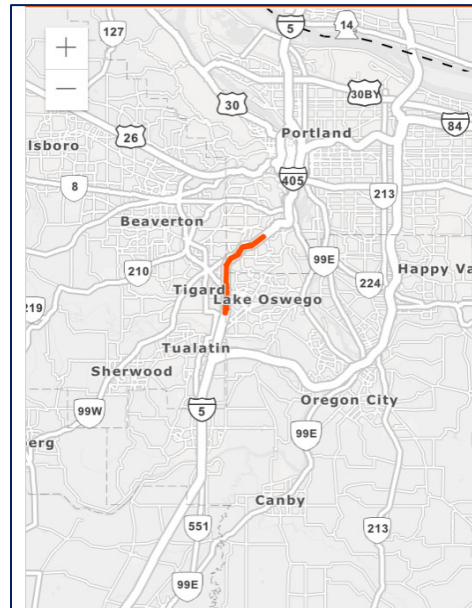 +
−
127
5
14
30BY
30
Portland
84
lsboro
26
405
8
213
Beaverton
99E
210
224
Happy Va
Tigard
Lake Oswego
219
Tualatin
Sherwood
Oregon City
99W
5
99E
erg
Canby
551
213
99E